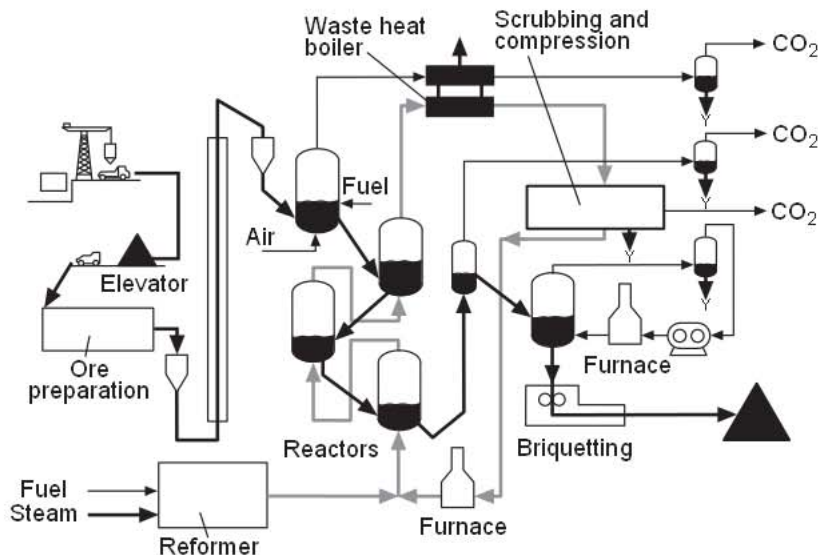 Waste heat
boiler
Scrubbing and
compression
CO₂
CO₂
CO₂
Fuel
Air
Elevator
Ore
preparation
Reactors
Furnace
Briquetting
Fuel
Steam
Reformer
Furnace